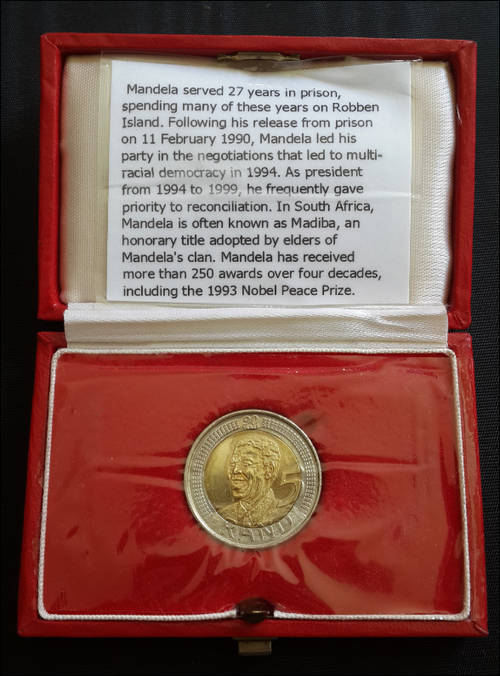 Mandela served 27 years in prison,
spending many of these years on Robben
Island. Following his release from prison
on 11 February 1990, Mandela led his
party in the negotiations that led to multi-
racial democracy in 1994. As president
from 1994 to 1999, he frequently gave
priority to reconciliation. In South Africa,
Mandela is often known as Madiba, an
honorary title adopted by elders of
Mandela's clan. Mandela has received
more than 250 awards over four decades,
including the 1993 Nobel Peace Prize.
5
RAND